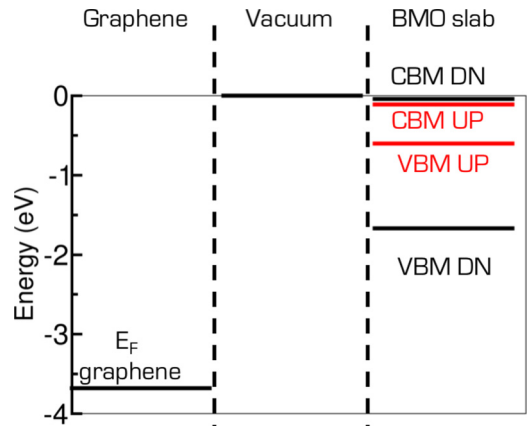 Graphene
Vacuum
BMO slab
CBM DN
CBM UP
VBM UP
VBM DN
E_F
graphene
Energy (eV)
0
-1
-2
-3
-4